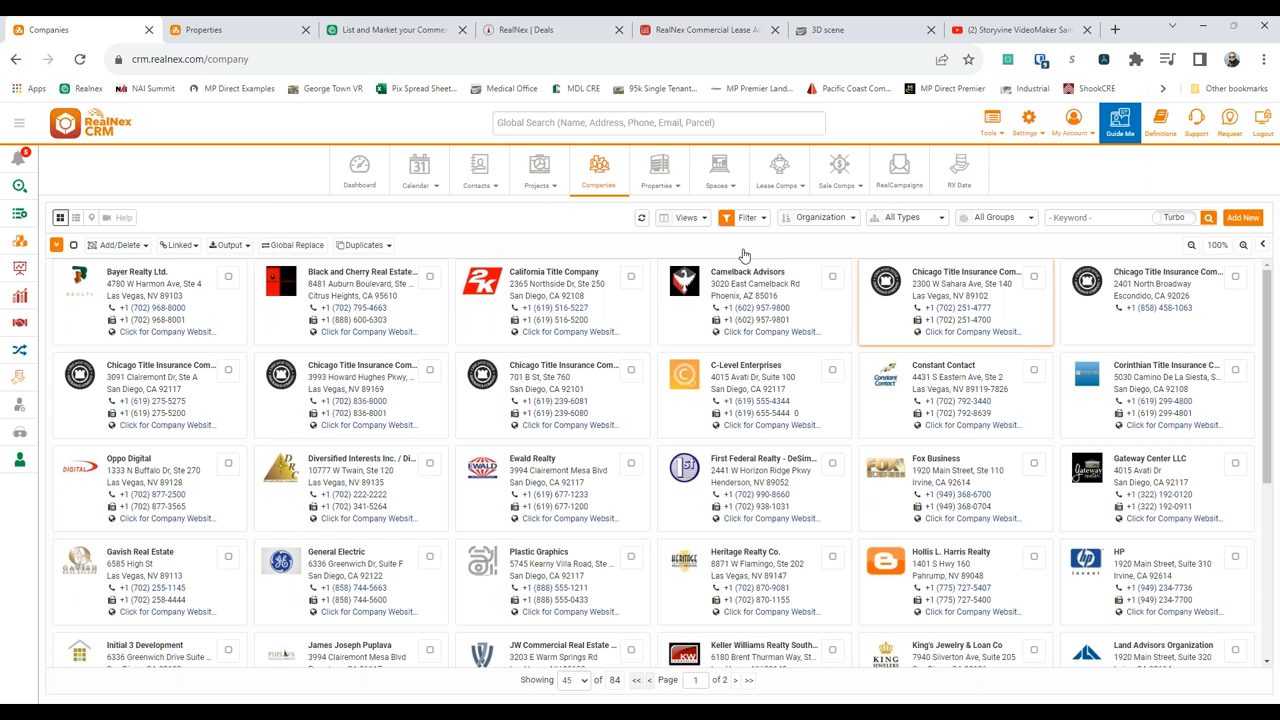 Companies
Properties
List and Market your Comme
RealNex | Deals
RealNex Commercial Lease A
3D scene
(2) Storyvine VideoMaker Sam
crm.realnex.com/company
Apps
Realnex
MP Direct Examples
George Town VR
Pix Spread Sheet...
Medical Office
MDL CRE
95k Single Tenant...
MP Premier Land...
Pacific Coast Com...
MP Direct Premier
Industrial
ShookCRE
Other bookmarks
RealNex
CRM
Global Search (Name, Address, Phone, Email, Parcel)
Tools
Settings
My Account
Guide Me
Definitions
Support
Request
Logout
Dashboard
Calendar
Contacts
Projects
Companies
Properties
Spaces
Lease Comps
Sale Comps
RealCampaigns
RX Data
Help
Views
Filter
Organization
All Types
All Groups
- Keyword -
Turbo
Add New
Add/Delete
Linked
Output
Global Replace
Duplicates
100%
Bayer Realty Ltd.
4780 W Harmon Ave, Ste 4
Las Vegas, NV 89103
+1 (702) 968-8000
+1 (702) 968-8001
Click for Company Websit...
Black and Cherry Real Estate...
8481 Auburn Boulevard, Ste ...
Citrus Heights, CA 95610
+1 (702) 795-4663
+1 (888) 600-6303
Click for Company Websit...
California Title Company
2365 Northside Dr, Ste 250
San Diego, CA 92108
+1 (619) 516-5227
+1 (619) 516-5200
Click for Company Websit...
Camelback Advisors
3020 East Camelback Rd
Phoenix, AZ 85016
+1 (602) 957-9800
+1 (602) 957-9801
Click for Company Websit...
Chicago Title Insurance Com...
2300 W Sahara Ave, Ste 140
Las Vegas, NV 89102
+1 (702) 251-4777
+1 (702) 251-4700
Click for Company Websit...
Chicago Title Insurance Com...
2401 North Broadway
Escondido, CA 92026
+1 (858) 458-1063
Chicago Title Insurance Com...
3091 Clairemont Dr, Ste A
San Diego, CA 92117
+1 (619) 275-5275
+1 (619) 275-5200
Click for Company Websit...
Chicago Title Insurance Com...
3993 Howard Hughes Pkwy, ...
Las Vegas, NV 89169
+1 (702) 836-8000
+1 (702) 836-8001
Click for Company Websit...
Chicago Title Insurance Com...
701 B St, Ste 760
San Diego, CA 92101
+1 (619) 239-6081
+1 (619) 239-6080
Click for Company Websit...
C-Level Enterprises
4015 Avati Dr, Suite 100
San Diego, CA 92117
+1 (619) 555-4344
+1 (619) 655-5444 0
Click for Company Websit...
Constant Contact
4431 S Eastern Ave, Ste 2
Las Vegas, NV 89119-7826
+1 (702) 792-3440
+1 (702) 792-8639
Click for Company Websit...
Corinthian Title Insurance C...
5030 Camino De La Siesta, S...
San Diego, CA 92108
+1 (619) 299-4800
+1 (619) 299-4801
Click for Company Websit...
Oppo Digital
1333 N Buffalo Dr, Ste 270
Las Vegas, NV 89128
+1 (702) 877-2500
+1 (702) 877-3565
Click for Company Websit...
Diversified Interests Inc. / Di...
10777 W Twain, Ste 120
Las Vegas, NV 89135
+1 (702) 222-2222
+1 (702) 341-5264
Click for Company Websit...
Ewald Realty
3994 Clairemont Mesa Blvd
San Diego, CA 92117
+1 (619) 677-1233
+1 (619) 677-1200
Click for Company Websit...
First Federal Realty - DeSim...
2441 W Horizon Ridge Pkwy
Henderson, NV 89052
+1 (702) 990-8660
+1 (702) 938-1031
Click for Company Websit...
Fox Business
1920 Main Street, Ste 110
Irvine, CA 92614
+1 (949) 368-6700
+1 (949) 368-0704
Click for Company Websit...
Gateway Center LLC
4015 Avati Dr
San Diego, CA 92117
+1 (322) 192-0120
+1 (322) 192-0911
Click for Company Websit...
Gavish Real Estate
6585 High St
Las Vegas, NV 89113
+1 (702) 255-1145
+1 (702) 258-4444
Click for Company Websit...
General Electric
6336 Greenwich Dr, Suite F
San Diego, CA 92122
+1 (858) 744-5663
+1 (858) 744-5600
Click for Company Websit...
Plastic Graphics
5745 Kearny Villa Road, Ste ...
San Diego, CA 92117
+1 (888) 555-1211
+1 (888) 555-0433
Click for Company Websit...
Heritage Realty Co.
8871 W Flamingo, Ste 202
Las Vegas, NV 89147
+1 (702) 870-9081
+1 (702) 870-1155
Click for Company Websit...
Hollis L. Harris Realty
1401 S Hwy 160
Pahrump, NV 89048
+1 (775) 727-5407
+1 (775) 727-5400
Click for Company Websit...
HP
1920 Main Street, Suite 310
Irvine, CA 92614
+1 (949) 234-7736
+1 (949) 234-7700
Click for Company Websit...
Initial 3 Development
6336 Greenwich Drive Suite ...
James Joseph Puplava
3994 Clairemont Mesa Blvd
JW Commercial Real Estate ...
3203 E Warm Springs Rd
Keller Williams Realty South...
6180 Brent Thurman Way, St...
King's Jewelry & Loan Co
7940 Silverton Ave, Suite 205
Land Advisors Organization
1920 Main Street, Suite 320
Showing 45 of 84 << < Page 1 of 2 > >>